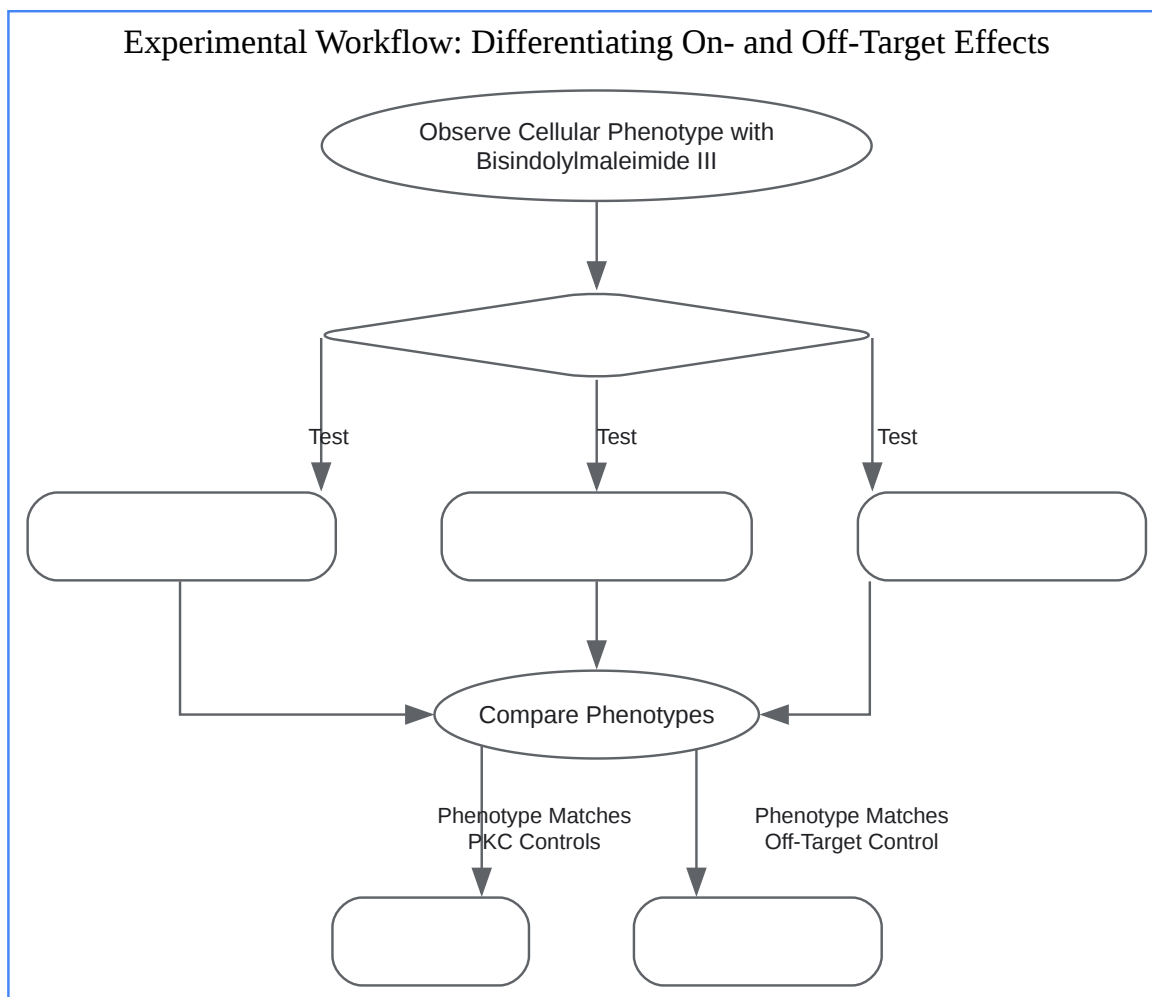 Experimental Workflow: Differentiating On- and Off-Target Effects
Observe Cellular Phenotype with
Bisindolylmaleimide III
Test
Test
Test
Compare Phenotypes
Phenotype Matches
PKC Controls
Phenotype Matches
Off-Target Control